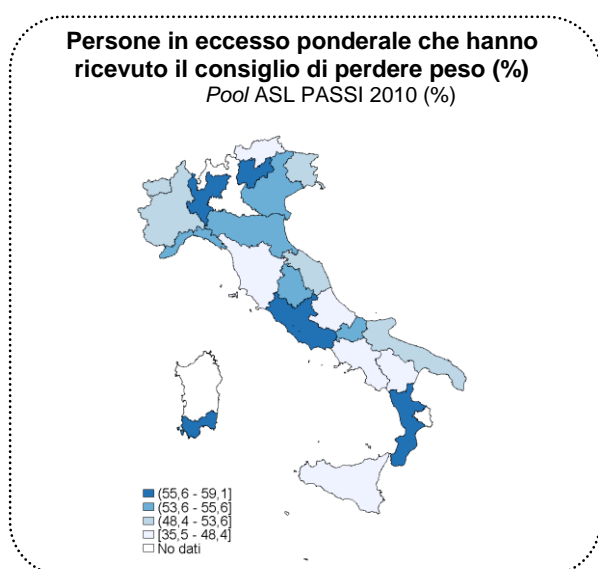 Persone in eccesso ponderale che hanno
ricevuto il consiglio di perdere peso (%)
Pool ASL PASSI 2010 (%)
(55,6 - 59,1]
(53,6 - 55,6]
(48,4 - 53,6]
[35,5 - 48,4]
No dati